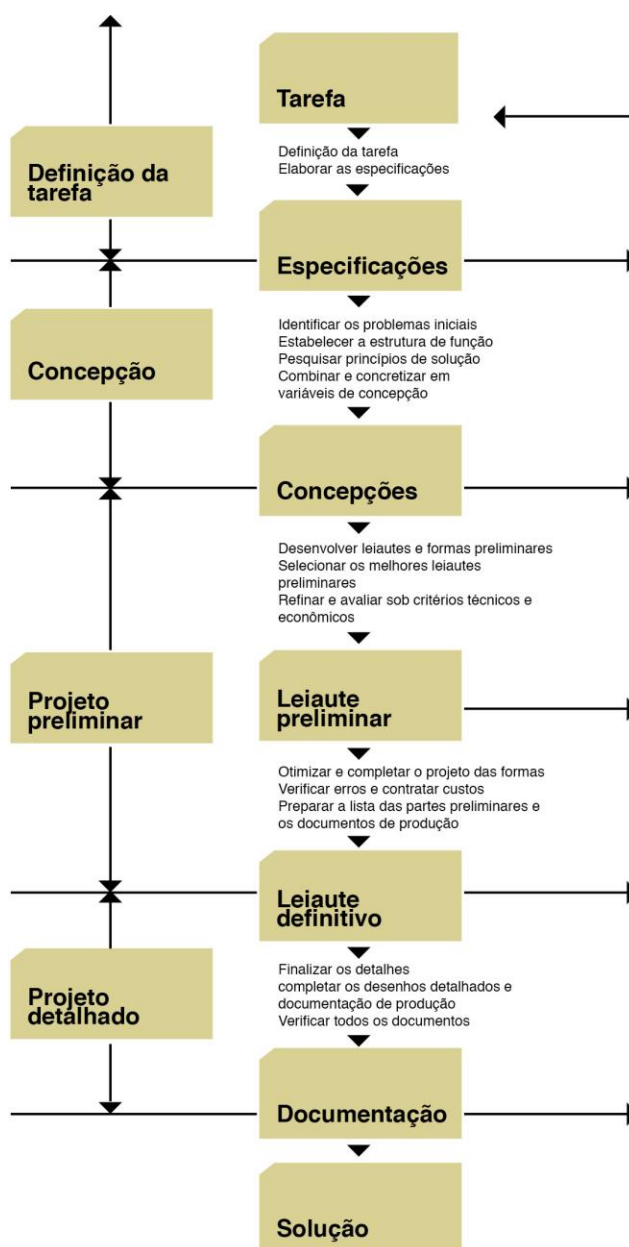 Tarefa
Definição da tarefa
Elaborar as especificações
Definição da
tarefa
Especificações
Identificar os problemas iniciais
Estabelecer a estrutura de função
Pesquisar princípios de solução
Combinar e concretizar em
variáveis de concepção
Concepção
Concepções
Desenvolver leiautes e formas preliminares
Selecionar os melhores leiautes
preliminares
Refinar e avaliar sob critérios técnicos e
econômicos
Projeto
preliminar
Leiaute
preliminar
Otimizar e completar o projeto das formas
Verificar erros e contratar custos
Preparar a lista das partes preliminares e
os documentos de produção
Leiaute
definitivo
Finalizar os detalhes
completar os desenhos detalhados e
documentação de produção
Verificar todos os documentos
Projeto
detalhado
Documentação
Solução